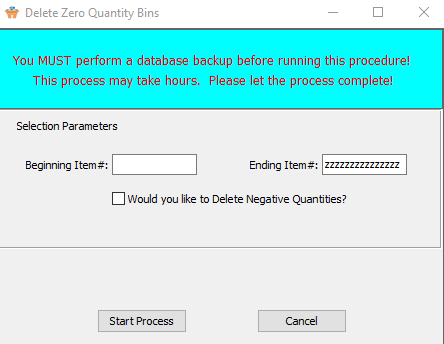 Delete Zero Quantity Bins
You MUST perform a database backup before running this procedure!
This process may take hours. Please let the process complete!
Selection Parameters
Beginning Item#: Ending Item#: zzzzzzzzzzzzzzz
Would you like to Delete Negative Quantities?
Start Process Cancel